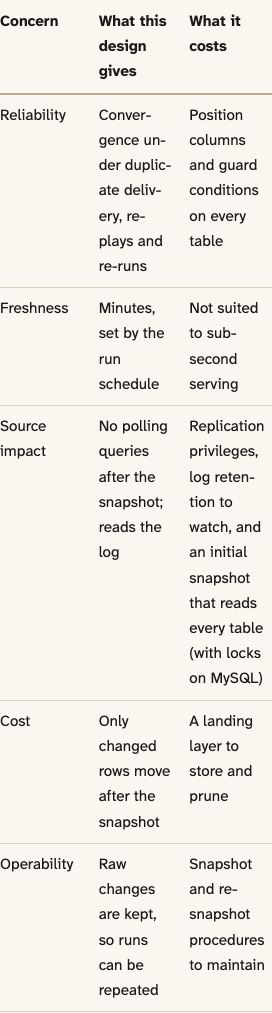 Concern
What this
design
gives
What it
costs
Reliability
Conver-
gence un-
der duplic-
ate deliv-
ery, re-
plays and
re-runs
Position
columns
and guard
conditions
on every
table
Freshness
Minutes,
set by the
run
schedule
Not suited
to sub-
second
serving
Source
impact
No polling
queries
after the
snapshot;
reads the
log
Replication
privileges,
log reten-
tion to
watch, and
an initial
snapshot
that reads
every table
(with locks
on MySQL)
Cost
Only
changed
rows move
after the
snapshot
A landing
layer to
store and
prune
Operability
Raw
changes
are kept,
so runs
can be
repeated
Snapshot
and re-
snapshot
procedures
to maintain